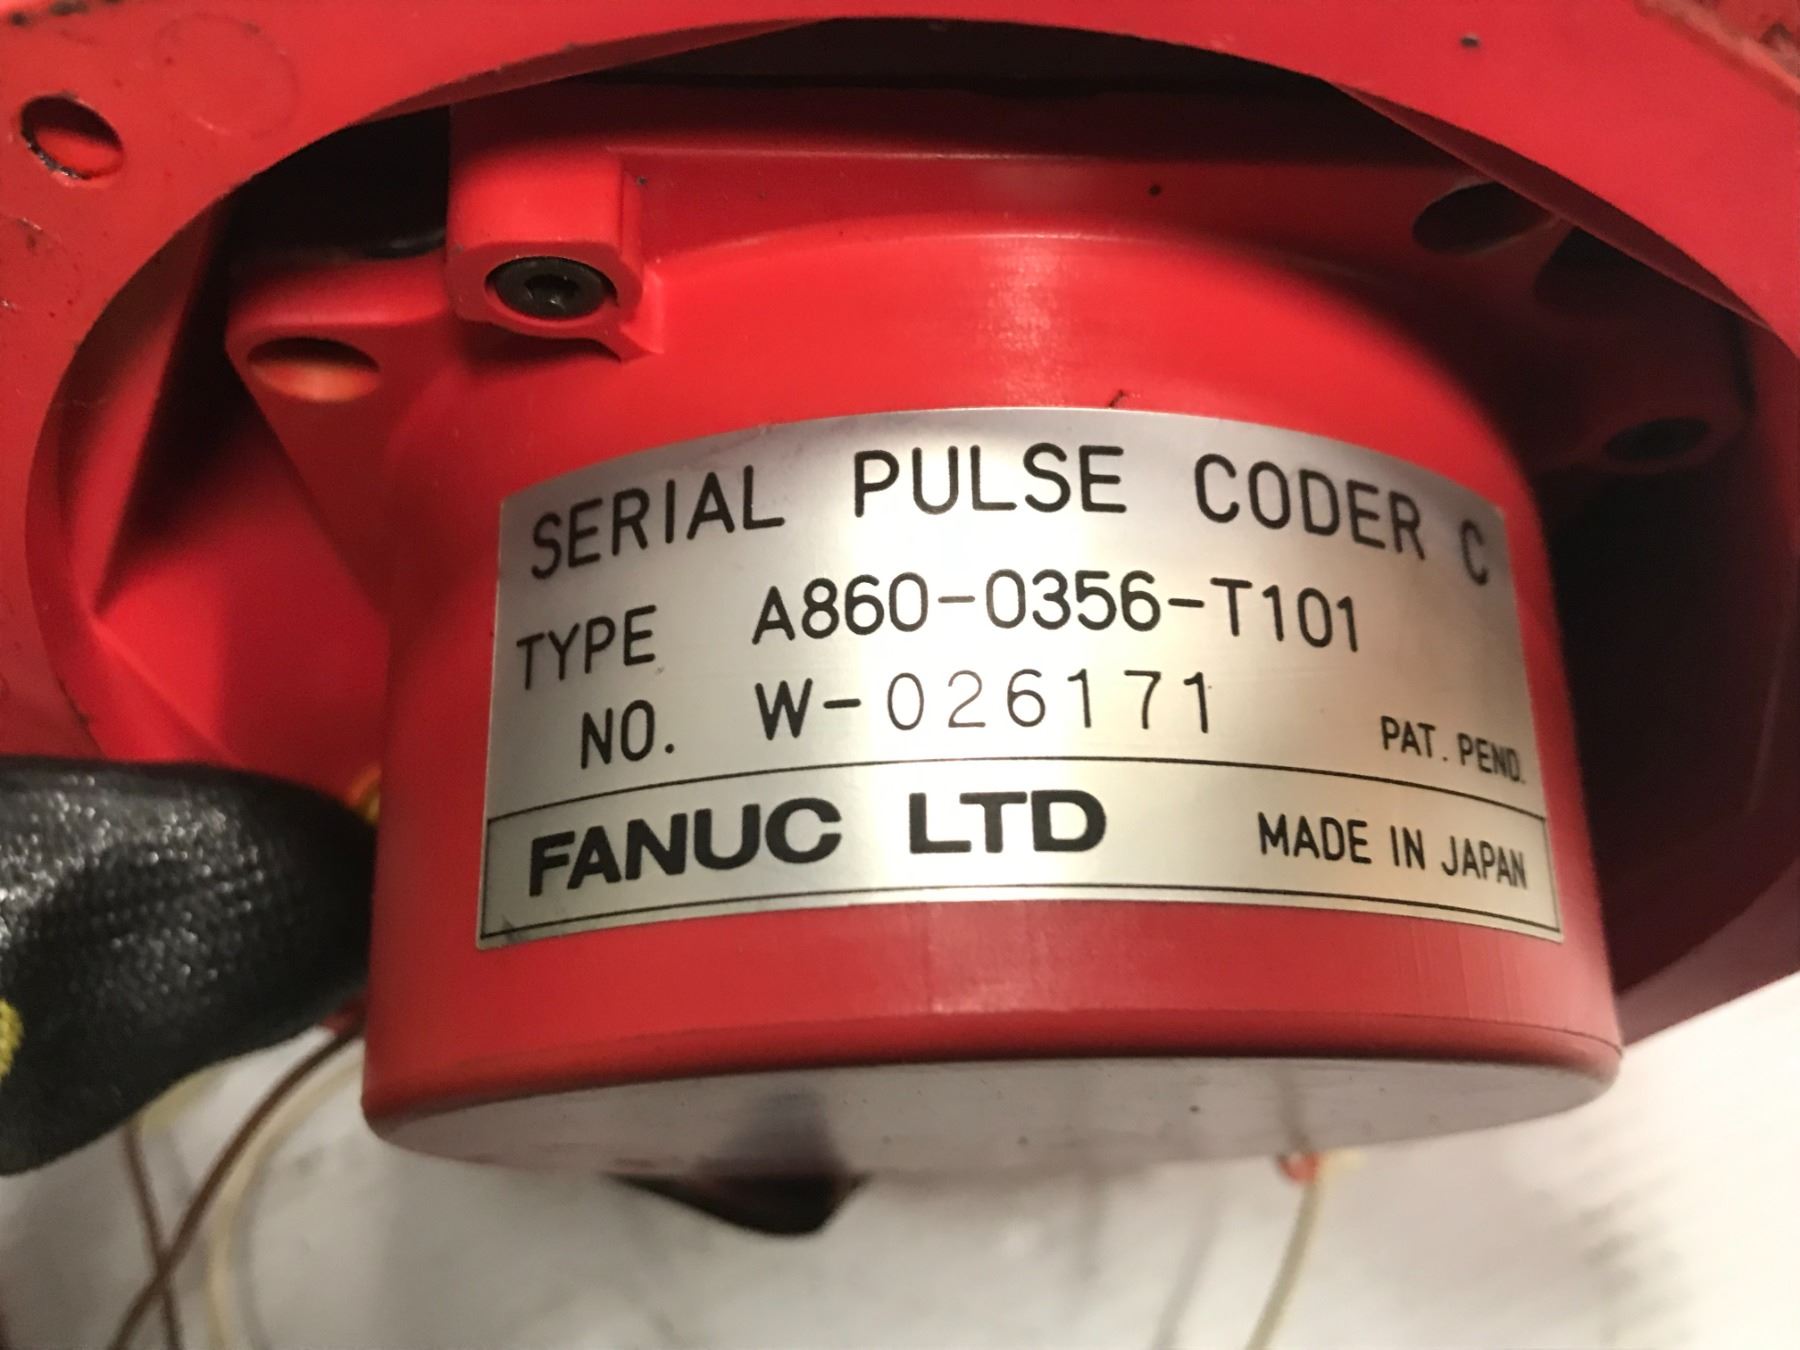 SERIAL PULSE CODER C
TYPE A860-0356-T101
NO. W-026171
PAT. PEND.
FANUC LTD MADE IN JAPAN